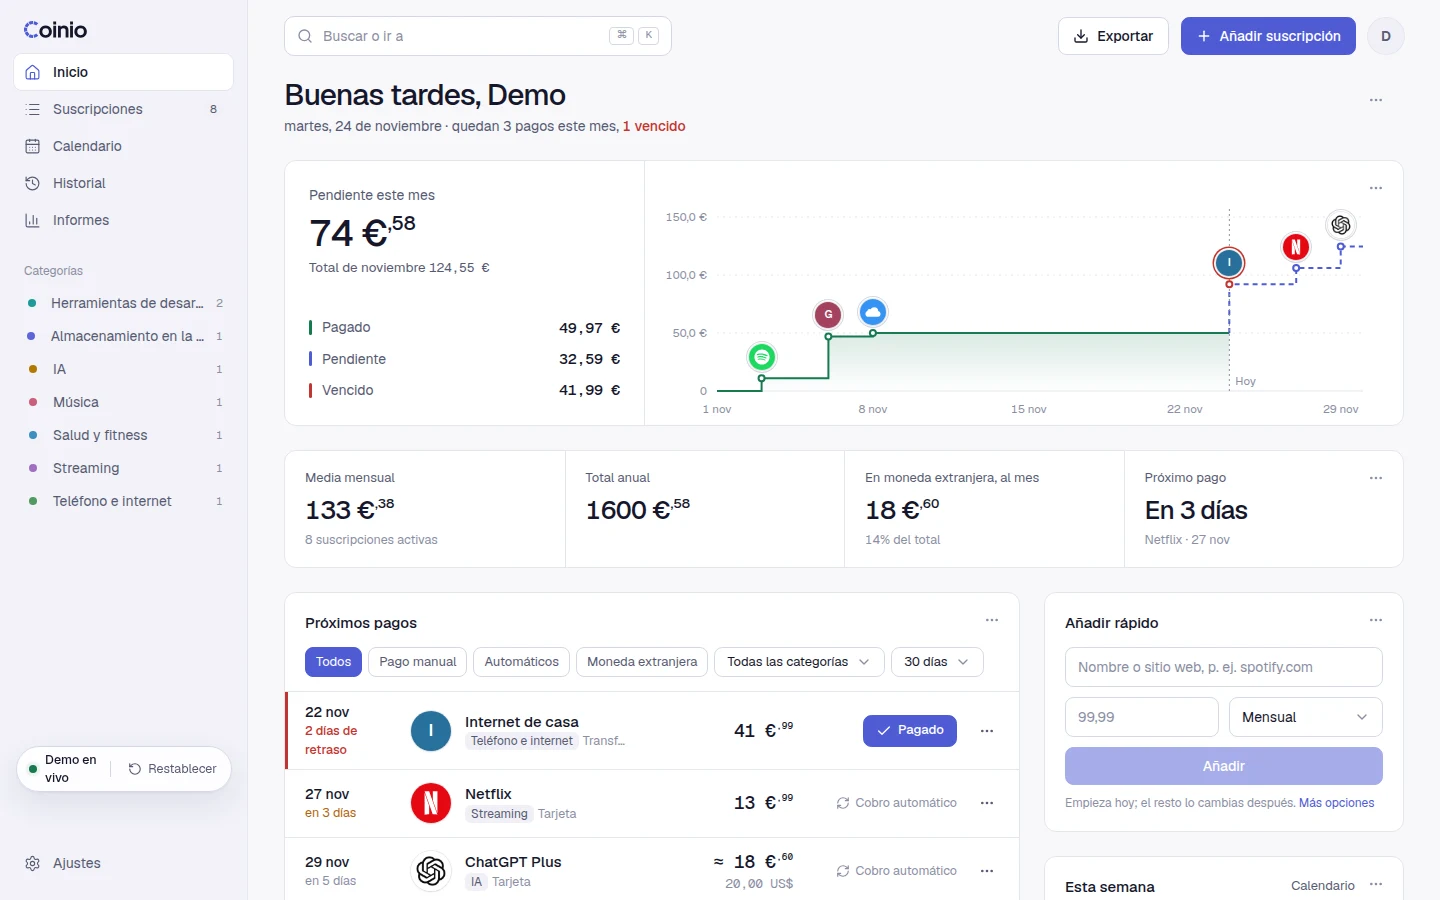 Coinio
Inicio
Suscripciones 8
Calendario
Historial
Informes
Categorías
Herramientas de desar... 2
Almacenamiento en la ... 1
IA 1
Música 1
Salud y fitness 1
Streaming 1
Teléfono e internet 1
Demo en vivo
Restablecer
Ajustes
Buscar o ir a ⌘ K
Exportar
+ Añadir suscripción
D
Buenas tardes, Demo
martes, 24 de noviembre · quedan 3 pagos este mes, 1 vencido
Pendiente este mes
74 €,58
Total de noviembre 124,55 €
Pagado 49,97 €
Pendiente 32,59 €
Vencido 41,99 €
150,0 €
100,0 €
50,0 €
0
G
I
N
Hoy
1 nov 8 nov 15 nov 22 nov 29 nov
Media mensual
133 €,38
8 suscripciones activas
Total anual
1600 €,58
En moneda extranjera, al mes
18 €,60
14% del total
Próximo pago
En 3 días
Netflix · 27 nov
Próximos pagos
Todos Pago manual Automáticos Moneda extranjera Todas las categorías 30 días
22 nov
2 días de retraso
I
Internet de casa
Teléfono e internet Transf...
41 €,99
Pagado
27 nov
en 3 días
N
Netflix
Streaming Tarjeta
13 €,99
Cobro automático
29 nov
en 5 días
ChatGPT Plus
IA Tarjeta
≈ 18 €,60
20,00 US$
Cobro automático
Añadir rápido
Nombre o sitio web, p. ej. spotify.com
99,99 Mensual
Añadir
Empieza hoy; el resto lo cambias después. Más opciones
Esta semana Calendario